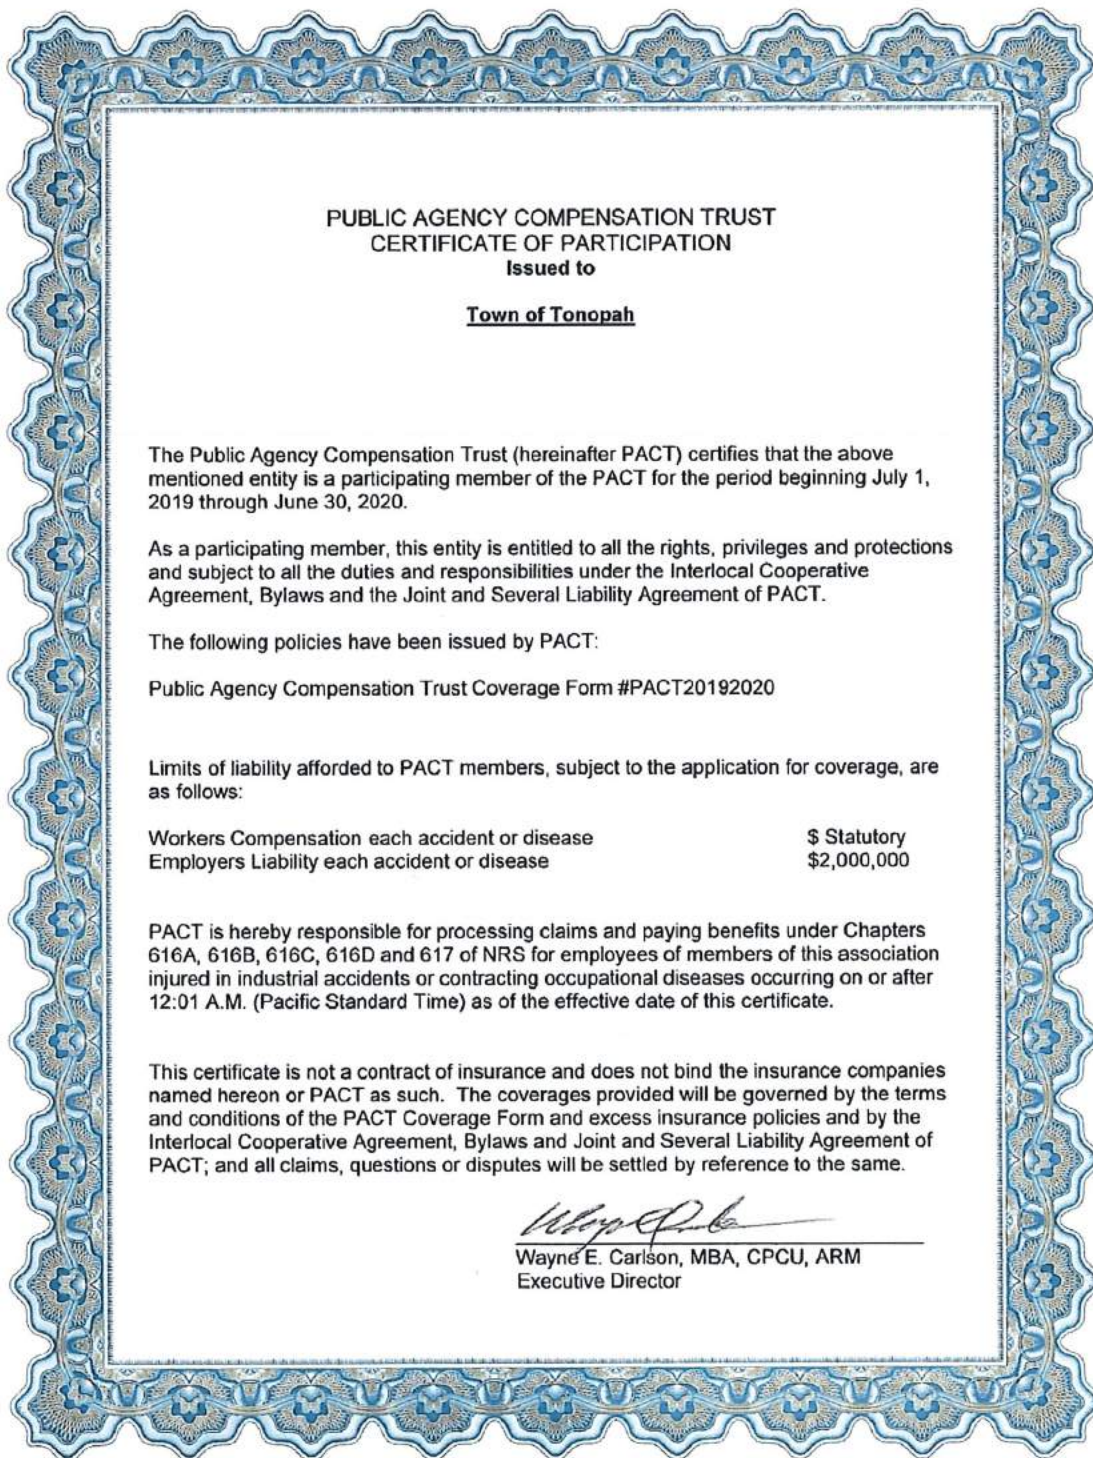 PUBLIC AGENCY COMPENSATION TRUST
CERTIFICATE OF PARTICIPATION
Issued to
Town of Tonopah
The Public Agency Compensation Trust (hereinafter PACT) certifies that the above
mentioned entity is a participating member of the PACT for the period beginning July 1,
2019 through June 30, 2020.
As a participating member, this entity is entitled to all the rights, privileges and protections
and subject to all the duties and responsibilities under the Interlocal Cooperative
Agreement, Bylaws and the Joint and Several Liability Agreement of PACT.
The following policies have been issued by PACT:
Public Agency Compensation Trust Coverage Form #PACT20192020
Limits of liability afforded to PACT members, subject to the application for coverage, are
as follows:
Workers Compensation each accident or disease $ Statutory
Employers Liability each accident or disease $2,000,000
PACT is hereby responsible for processing claims and paying benefits under Chapters
616A, 616B, 616C, 616D and 617 of NRS for employees of members of this association
injured in industrial accidents or contracting occupational diseases occurring on or after
12:01 A.M. (Pacific Standard Time) as of the effective date of this certificate.
This certificate is not a contract of insurance and does not bind the insurance companies
named hereon or PACT as such. The coverages provided will be governed by the terms
and conditions of the PACT Coverage Form and excess insurance policies and by the
Interlocal Cooperative Agreement, Bylaws and Joint and Several Liability Agreement of
PACT; and all claims, questions or disputes will be settled by reference to the same.
Wayne E. Carlson, MBA, CPCU, ARM
Executive Director